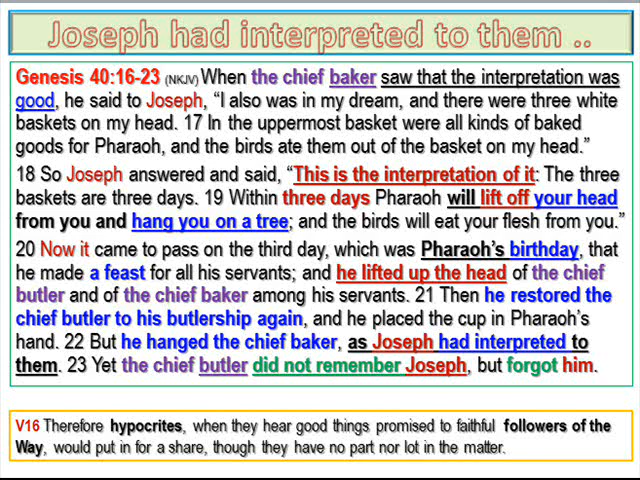 Joseph had interpreted to them ..
Genesis 40:16-23 (NKJV) When the chief baker saw that the interpretation was
good, he said to Joseph, “I also was in my dream, and there were three white
baskets on my head. 17 In the uppermost basket were all kinds of baked
goods for Pharaoh, and the birds ate them out of the basket on my head.”
18 So Joseph answered and said, “This is the interpretation of it: The three
baskets are three days. 19 Within three days Pharaoh will lift off your head
from you and hang you on a tree; and the birds will eat your flesh from you.”
20 Now it came to pass on the third day, which was Pharaoh’s birthday, that
he made a feast for all his servants; and he lifted up the head of the chief
butler and of the chief baker among his servants. 21 Then he restored the
chief butler to his butlership again, and he placed the cup in Pharaoh’s
hand. 22 But he hanged the chief baker, as Joseph had interpreted to
them. 23 Yet the chief butler did not remember Joseph, but forgot him.
V16 Therefore hypocrites, when they hear good things promised to faithful followers of the
Way, would put in for a share, though they have no part nor lot in the matter.